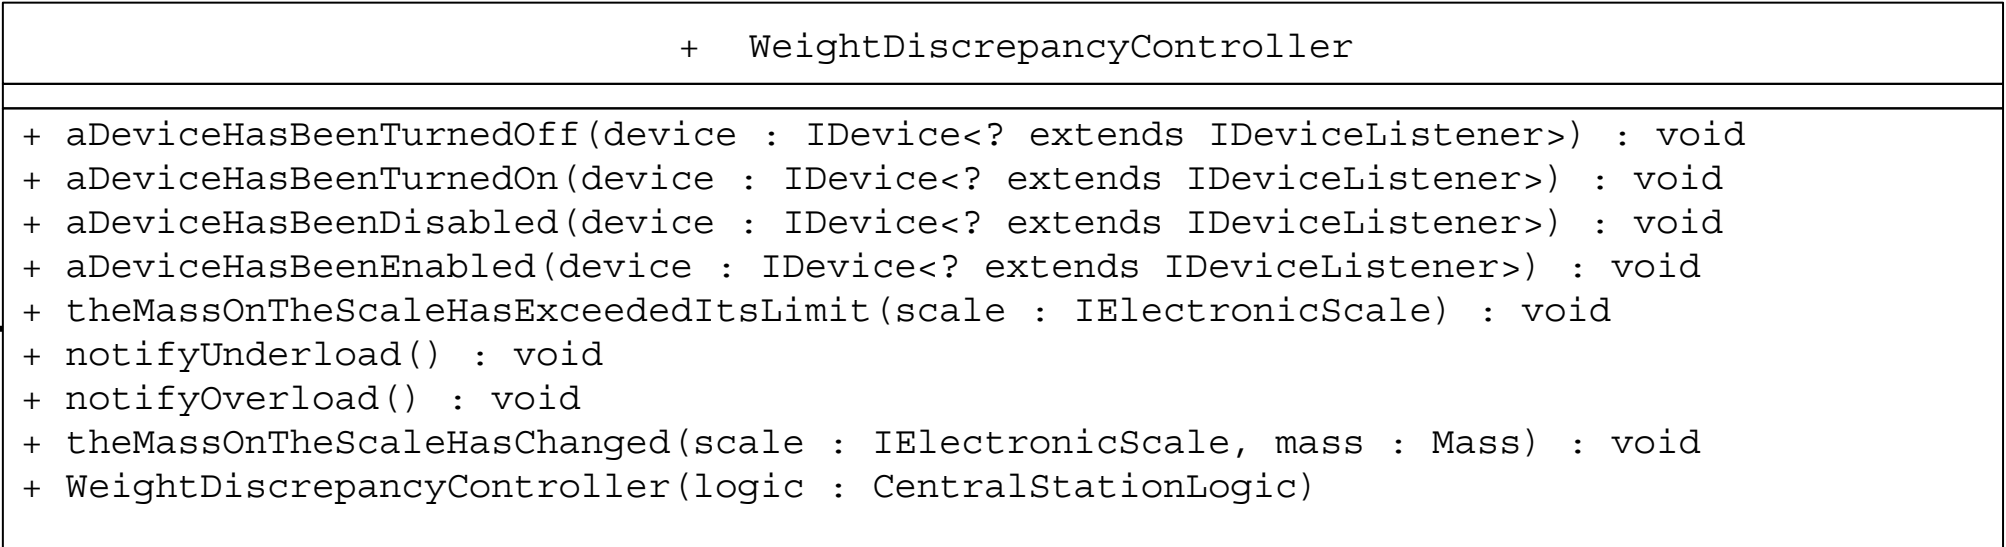 + WeightDiscrepancyController
+ aDeviceHasBeenTurnedOff(device : IDevice<? extends IDeviceListener>) : void
+ aDeviceHasBeenTurnedOn(device : IDevice<? extends IDeviceListener>) : void
+ aDeviceHasBeenDisabled(device : IDevice<? extends IDeviceListener>) : void
+ aDeviceHasBeenEnabled(device : IDevice<? extends IDeviceListener>) : void
+ theMassOnTheScaleHasExceededItsLimit(scale : IElectronicScale) : void
+ notifyUnderload() : void
+ notifyOverload() : void
+ theMassOnTheScaleHasChanged(scale : IElectronicScale, mass : Mass) : void
+ WeightDiscrepancyController(logic : CentralStationLogic)